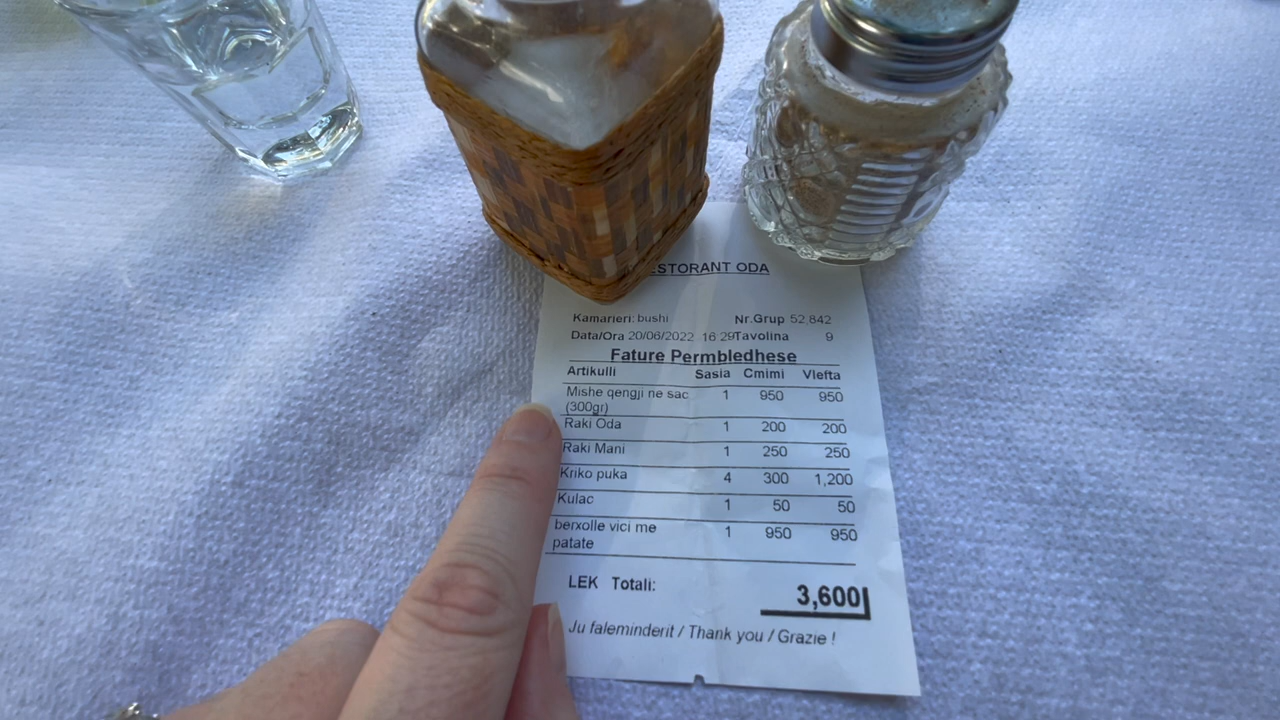 ESTORANT ODA
Kamarieri: bushi Nr.Grup 52,842
Data/Ora 20/06/2022 16:29 Tavolina 9
Fature Permbledhese
Artikulli Sasia Cmimi Vlefta
Mishe qengji ne sac 1 950 950
(300gr)
Raki Oda 1 200 200
Raki Mani 1 250 250
Kriko puka 4 300 1,200
Kulac 1 50 50
berxolle vici me 1 950 950
patate
LEK Totali: 3,600
Ju faleminderit / Thank you / Grazie !